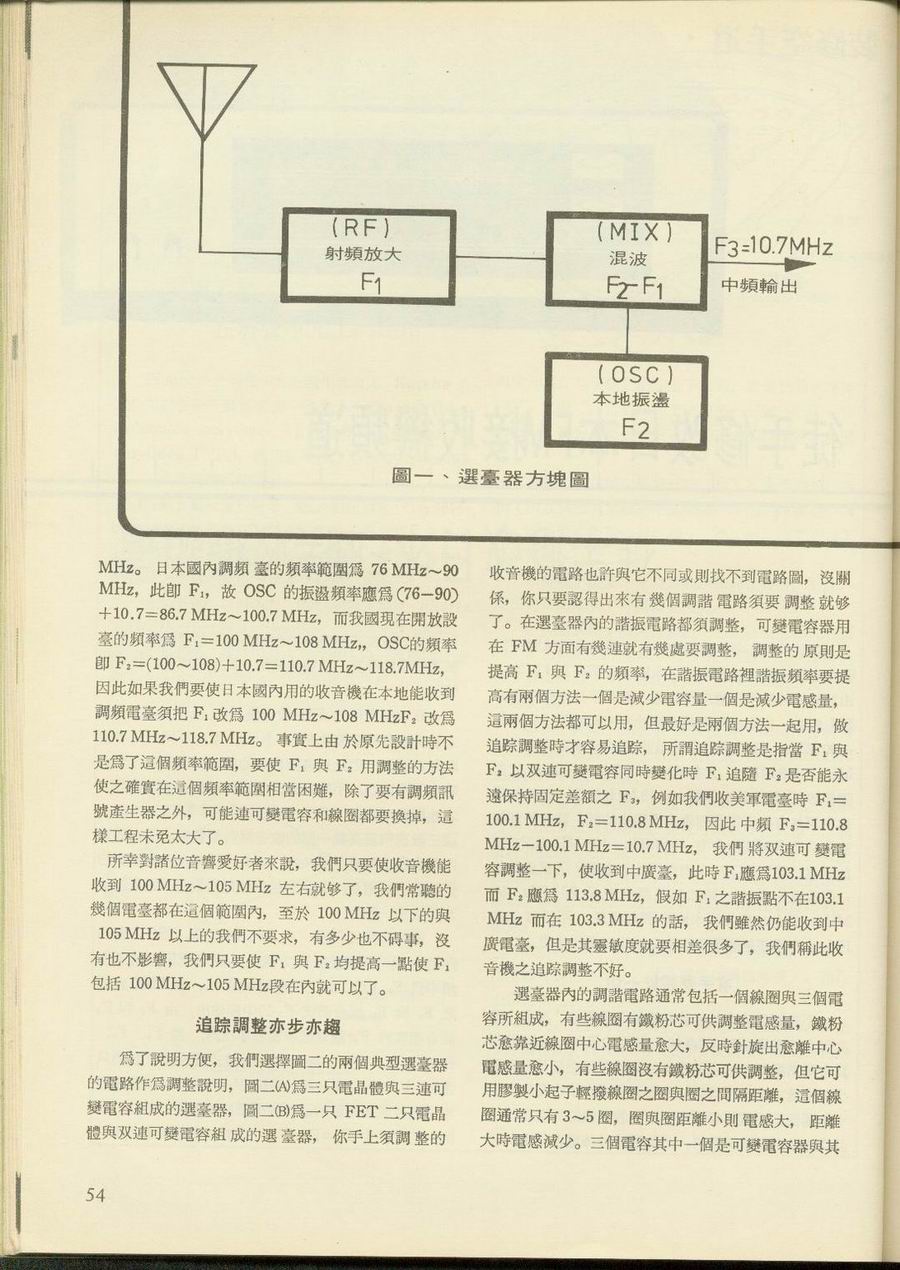 (RF)
射頻放大
F1
(MIX)
混波
F2-F1
F3=10.7MHz
中頻輸出
(OSC)
本地振盪
F2
圖一、選臺器方塊圖
MHz。日本國內調頻臺的頻率範圍爲 76 MHz～90
MHz，此卽 F₁，故 OSC 的振盪頻率應爲(76—90)
＋10.7=86.7 MHz～100.7 MHz，而我國現在開放設
臺的頻率爲 F₁=100 MHz～108 MHz,，OSC的頻率
卽 F₂=(100～108)+10.7=110.7 MHz～118.7MHz，
因此如果我們要使日本國內用的收音機在本地能收到
調頻電臺須把 F₁改爲 100 MHz～108 MHzF₂ 改爲
110.7 MHz～118.7 MHz。事實上由於原先設計時不
是爲了這個頻率範圍，要使 F₁ 與 F₂ 用調整的方法
使之確實在這個頻率範圍相當困難，除了要有調頻訊
號產生器之外，可能連可變電容和線圈都要換掉，這
樣工程未免太大了。
所幸對諸位音響愛好者來說，我們只要使收音機能
收到 100 MHz～105 MHz 左右就够了，我們常聽的
幾個電臺都在這個範圍內，至於 100 MHz 以下的與
105 MHz 以上的我們不要求，有多少也不碍事，沒
有也不影響，我們只要使 F₁ 與 F₂ 均提高一點使 F₁
包括 100 MHz～105 MHz段在內就可以了。
追踪調整亦步亦趨
爲了說明方便，我們選擇圖二的兩個典型選臺器
的電路作爲調整說明，圖二(A)爲三只電晶體與三連可
變電容組成的選臺器，圖二(B)爲一只 FET 二只電晶
體與双連可變電容組成的選臺器，你手上須調整的
收音機的電路也許與它不同或則找不到電路圖，沒關
係，你只要認得出來有幾個調諧電路須要調整就够
了。在選臺器內的諧振電路都須調整，可變電容器用
在 FM 方面有幾連就有幾處要調整，調整的原則是
提高 F₁ 與 F₂ 的頻率，在諧振電路裡諧振頻率要提
高有兩個方法一個是減少電容量一個是減少電感量，
這兩個方法都可以用，但最好是兩個方法一起用，做
追踪調整時才容易追踪，所謂追踪調整是指當 F₁ 與
F₂ 以双連可變電容同時變化時 F₁ 追隨 F₂ 是否能永
遠保持固定差額之 F₃，例如我們收美軍電臺時 F₁=
100.1 MHz，F₂=110.8 MHz，因此中頻 F₃=110.8
MHz－100.1 MHz=10.7 MHz，我們將双連可變電
容調整一下，使收到中廣臺，此時 F₁應爲103.1 MHz
而 F₂ 應爲 113.8 MHz，假如 F₁ 之諧振點不在103.1
MHz 而在 103.3 MHz 的話，我們雖然仍能收到中
廣電臺，但是其靈敏度就要相差很多了，我們稱此收
音機之追踪調整不好。
選臺器內的調諧電路通常包括一個線圈與三個電
容所組成，有些線圈有鐵粉芯可供調整電感量，鐵粉
芯愈靠近線圈中心電感量愈大，反時針旋出愈離中心
電感量愈小，有些線圈沒有鐵粉芯可供調整，但它可
用膠製小起子輕撥線圈之圈與圈之間隔距離，這個線
圈通常只有 3～5 圈，圈與圈距離小則電感大，距離
大時電感減少。三個電容其中一個是可變電容器與其
54